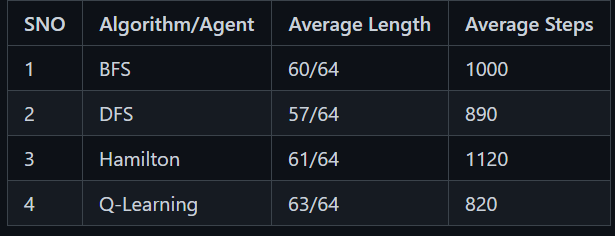 SNO Algorithm/Agent Average Length Average Steps
1 BFS 60/64 1000
2 DFS 57/64 890
3 Hamilton 61/64 1120
4 Q-Learning 63/64 820